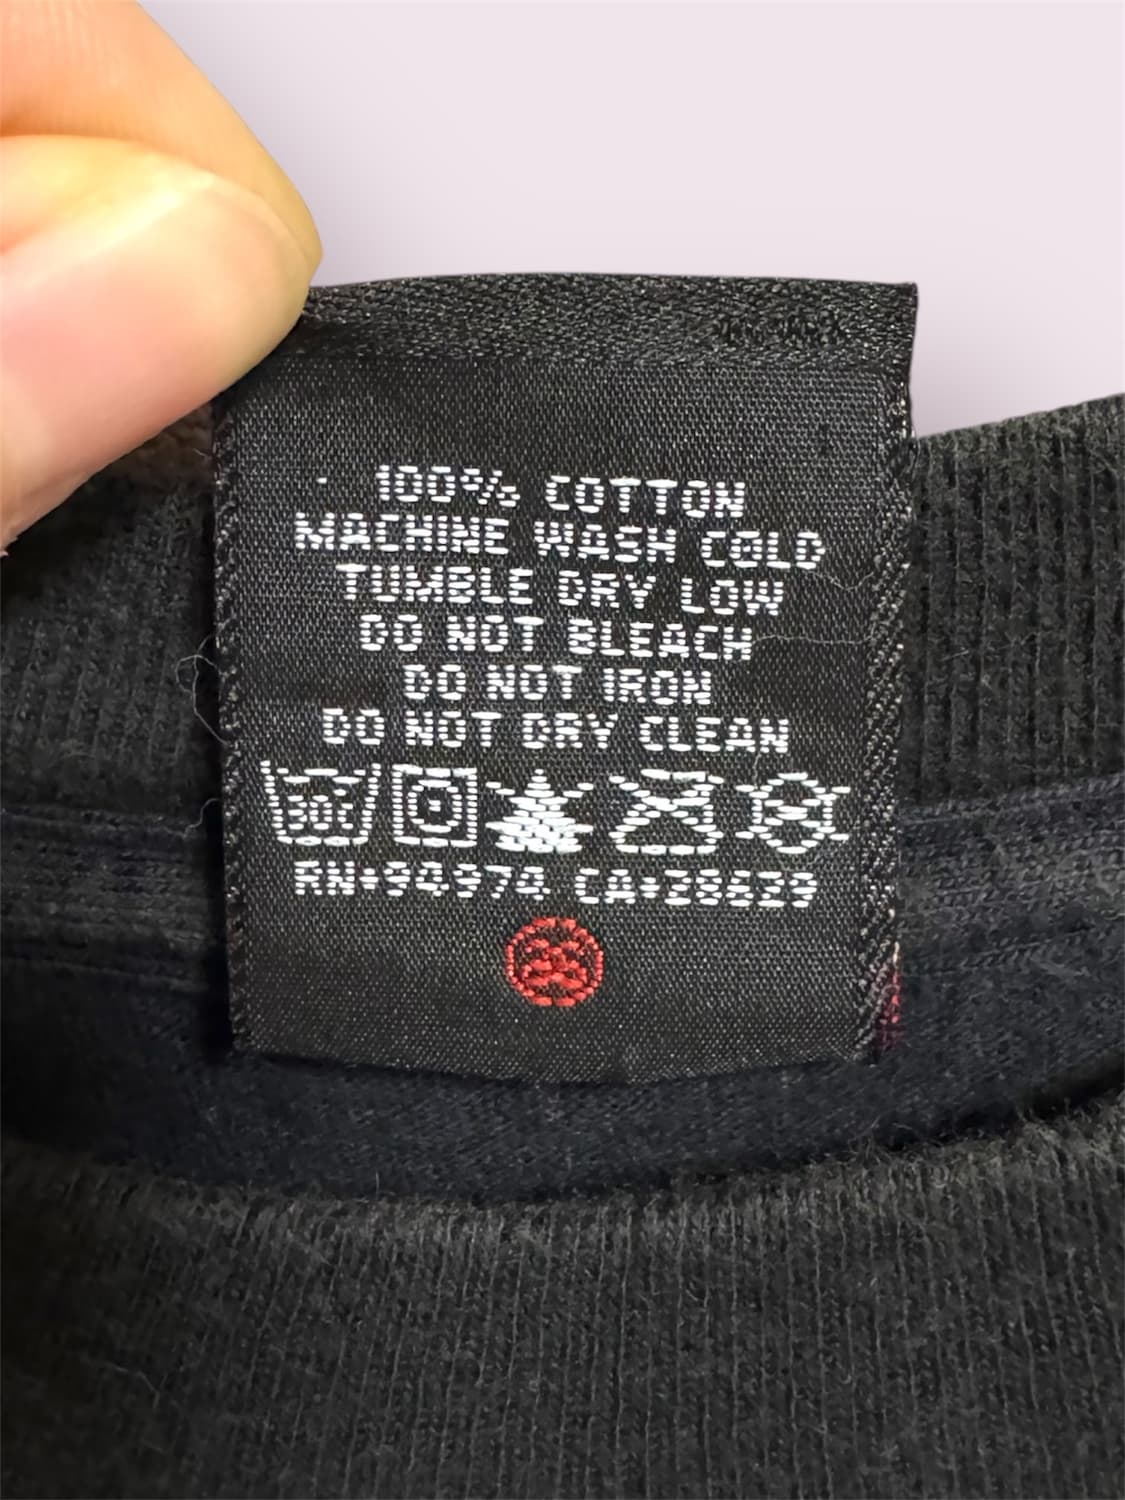 100% COTTON
MACHINE WASH COLD
TUMBLE DRY LOW
DO NOT BLEACH
DO NOT IRON
DO NOT DRY CLEAN
RN#94974 CA#28629